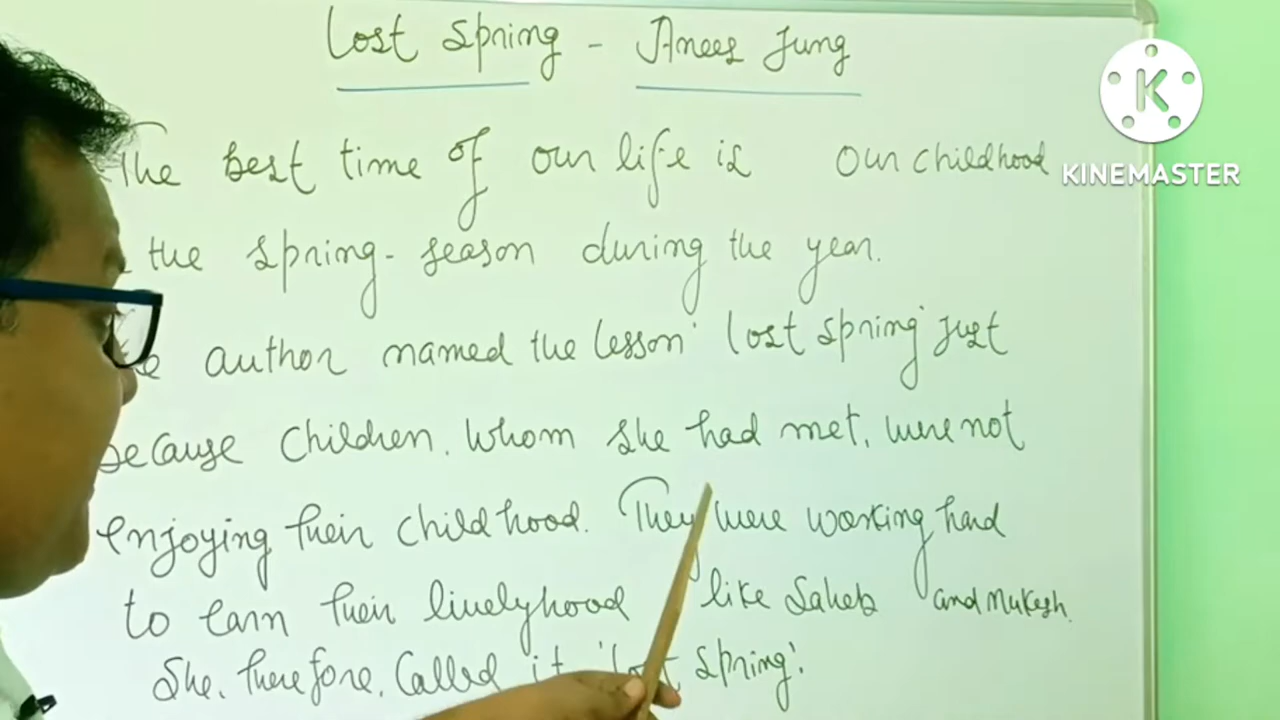 Lost Spring - Anees Jung
The best time of our life is our childhood
the spring-season during the year.
author named the lesson 'lost spring' just
because children, whom she had met, were not
enjoying their childhood. They were working hard
to earn their livelyhood like Saheb and Mukesh.
She, therefore, called it 'lost spring'.
K
KINEMASTER